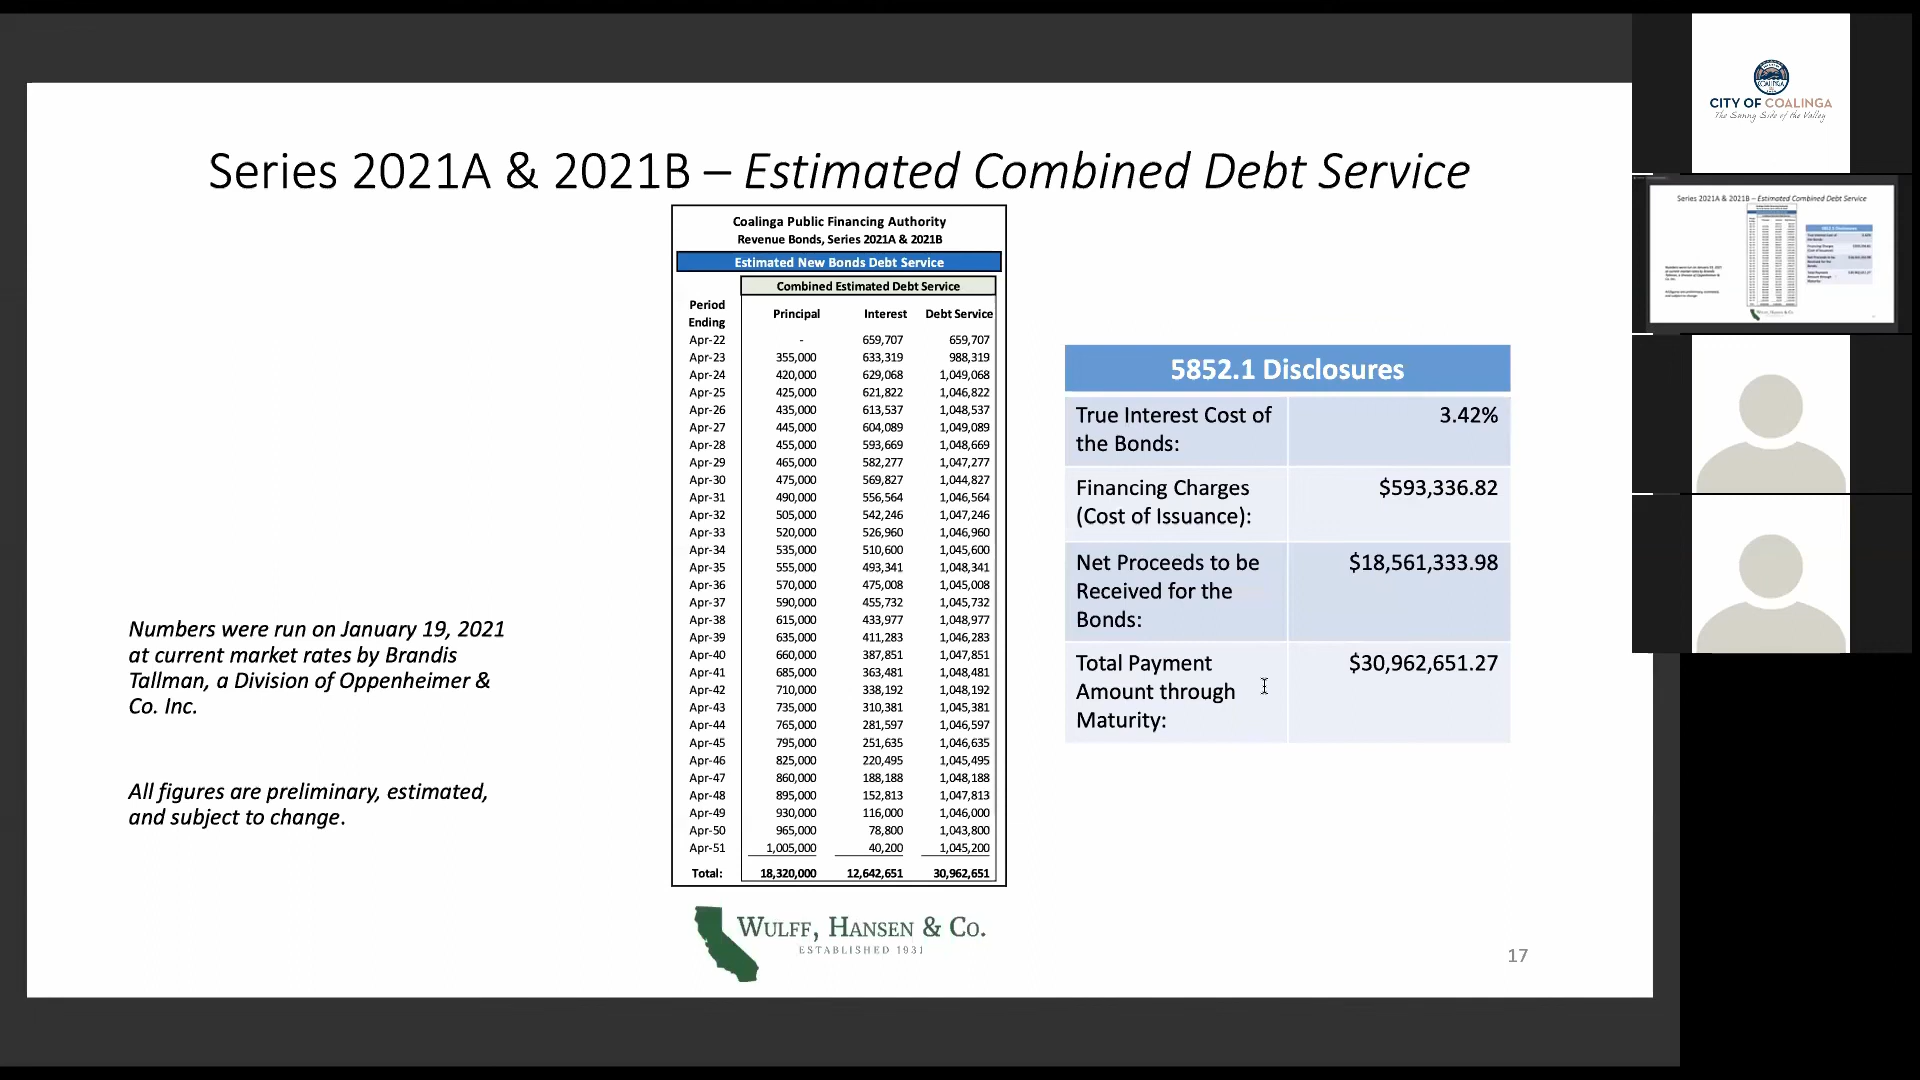 Series 2021A & 2021B – Estimated Combined Debt Service
Coalinga Public Financing Authority
Revenue Bonds, Series 2021A & 2021B
Estimated New Bonds Debt Service
Combined Estimated Debt Service
Period Ending Principal Interest Debt Service
Apr-22 - 659,707 659,707
Apr-23 355,000 633,319 988,319
Apr-24 420,000 629,068 1,049,068
Apr-25 425,000 621,822 1,046,822
Apr-26 435,000 613,537 1,048,537
Apr-27 445,000 604,089 1,049,089
Apr-28 455,000 593,669 1,048,669
Apr-29 465,000 582,277 1,047,277
Apr-30 475,000 569,827 1,044,827
Apr-31 490,000 556,564 1,046,564
Apr-32 505,000 542,246 1,047,246
Apr-33 520,000 526,960 1,046,960
Apr-34 535,000 510,600 1,045,600
Apr-35 555,000 493,341 1,048,341
Apr-36 570,000 475,008 1,045,008
Apr-37 590,000 455,732 1,045,732
Apr-38 615,000 433,977 1,048,977
Apr-39 635,000 411,283 1,046,283
Apr-40 660,000 387,851 1,047,851
Apr-41 685,000 363,481 1,048,481
Apr-42 710,000 338,192 1,048,192
Apr-43 735,000 310,381 1,045,381
Apr-44 765,000 281,597 1,046,597
Apr-45 795,000 251,635 1,046,635
Apr-46 825,000 220,495 1,045,495
Apr-47 860,000 188,188 1,048,188
Apr-48 895,000 152,813 1,047,813
Apr-49 930,000 116,000 1,046,000
Apr-50 965,000 78,800 1,043,800
Apr-51 1,005,000 40,200 1,045,200
Total: 18,320,000 12,642,651 30,962,651
Numbers were run on January 19, 2021
at current market rates by Brandis
Tallman, a Division of Oppenheimer &
Co. Inc.
All figures are preliminary, estimated,
and subject to change.
5852.1 Disclosures
True Interest Cost of 3.42%
the Bonds:
Financing Charges $593,336.82
(Cost of Issuance):
Net Proceeds to be $18,561,333.98
Received for the
Bonds:
Total Payment $30,962,651.27
Amount through
Maturity:
WULFF, HANSEN & CO.
ESTABLISHED 1931
17
CITY OF COALINGA
The Sunny Side of the Valley
Series 2021A & 2021B – Estimated Combined Debt Service